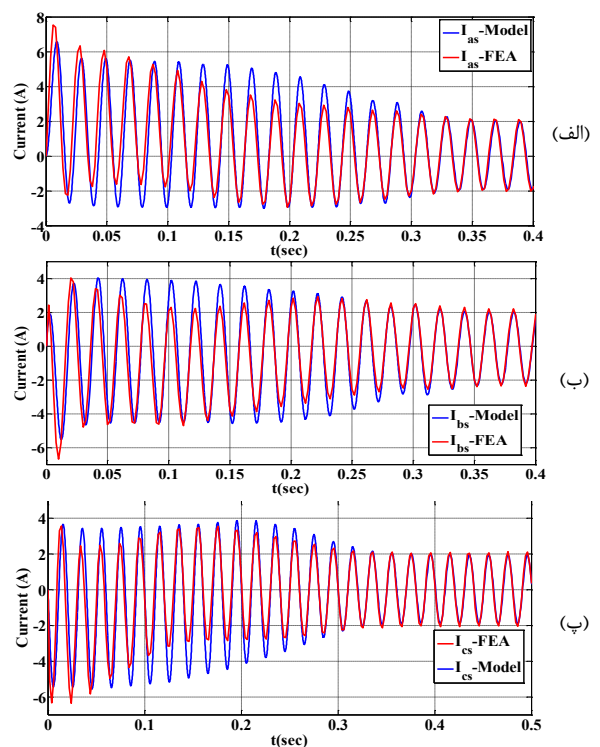 8
6
4
2
0
-2
-4
Current (A)
I_as-Model
I_as-FEA
0 0.05 0.1 0.15 0.2 0.25 0.3 0.35 0.4
t(sec)
(الف)
4
2
0
-2
-4
-6
Current (A)
I_bs-Model
I_bs-FEA
0 0.05 0.1 0.15 0.2 0.25 0.3 0.35 0.4
t(sec)
(ب)
4
2
0
-2
-4
-6
Current (A)
I_cs-FEA
I_cs-Model
0 0.1 0.2 0.3 0.4 0.5
t(sec)
(پ)